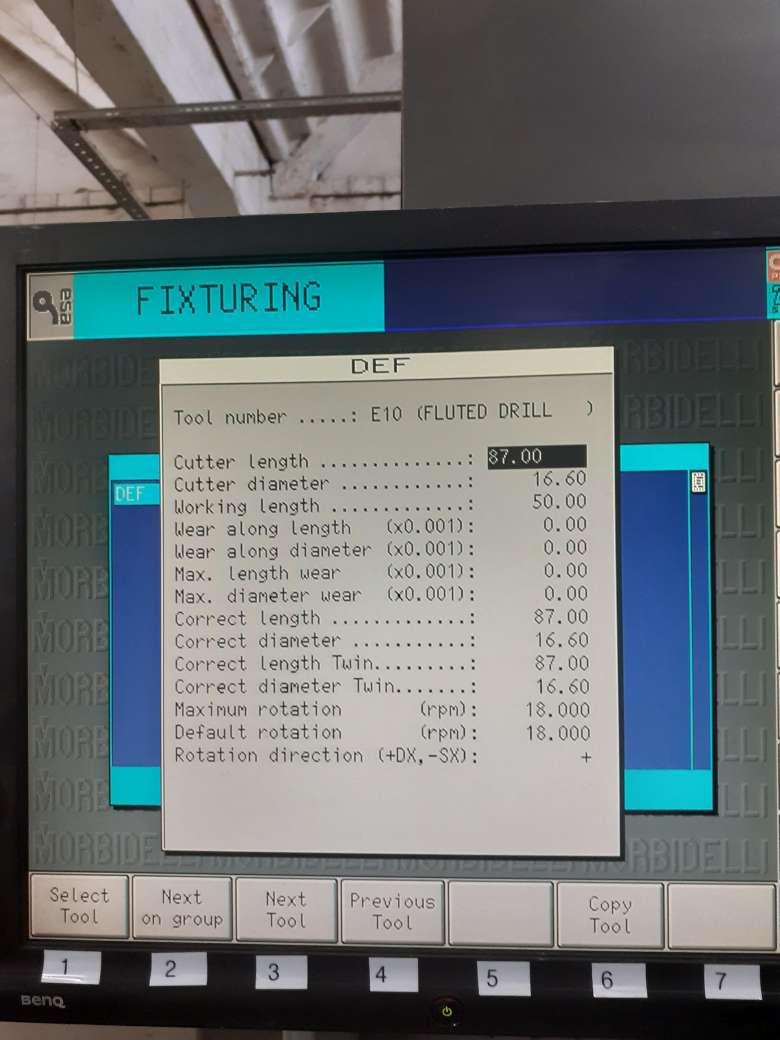 esa
FIXTURING
DEF
Tool number .....: E10 (FLUTED DRILL )
Cutter length ..............: 87.00
Cutter diameter ............: 16.60
Working length .............: 50.00
Wear along length (x0.001): 0.00
Wear along diameter (x0.001): 0.00
Max. length wear (x0.001): 0.00
Max. diameter wear (x0.001): 0.00
Correct length .............: 87.00
Correct diameter ...........: 16.60
Correct length Twin.........: 87.00
Correct diameter Twin.......: 16.60
Maximum rotation (rpm): 18.000
Default rotation (rpm): 18.000
Rotation direction (+DX,-SX): +
DEF
MORBIDELLI MORBIDELLI MORBIDELLI
Select Tool
Next on group
Next Tool
Previous Tool
Copy Tool
1 2 3 4 5 6 7
BenQ